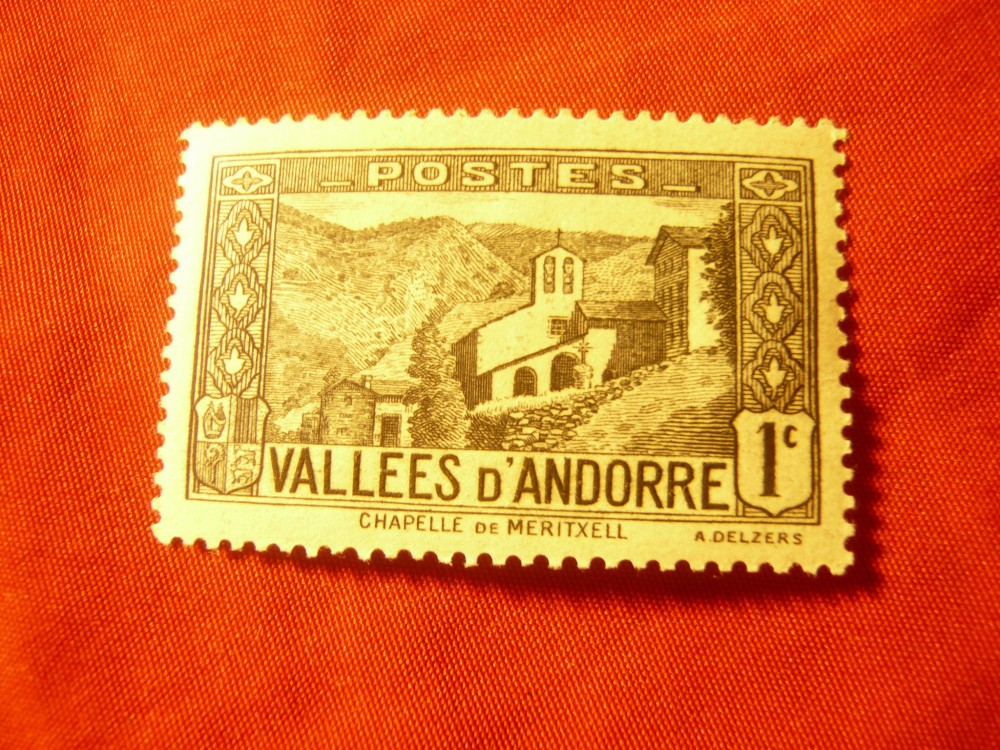 POSTES
1c
VALLEES D'ANDORRE
CHAPELLE DE MERITXELL
A. DELZERS